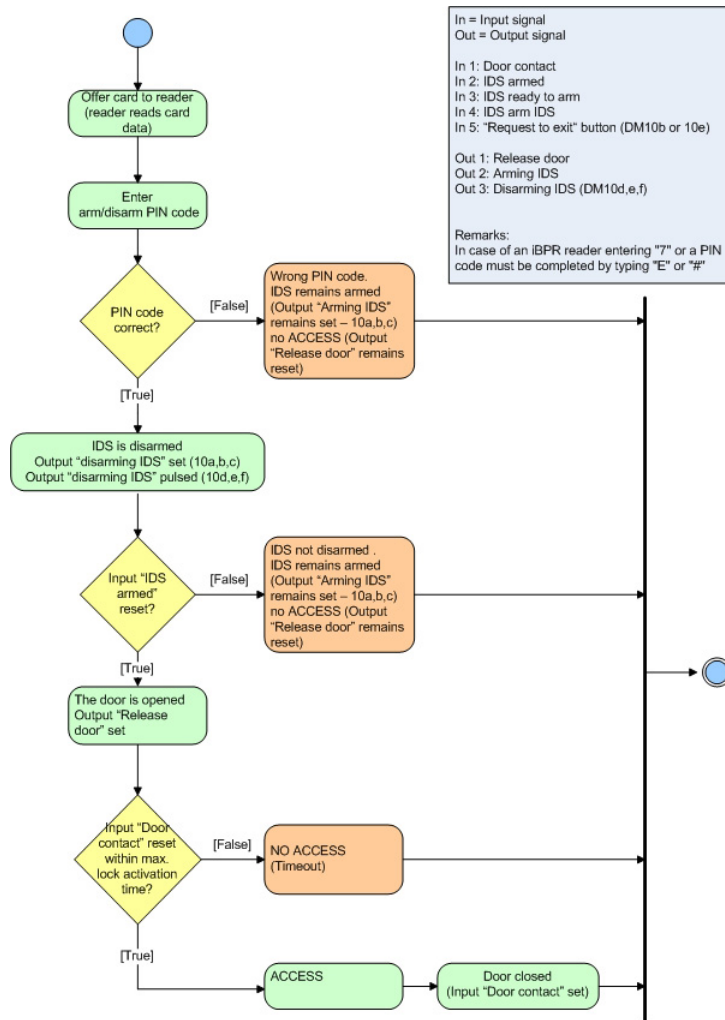 In = Input signal
Out = Output signal
In 1: Door contact
In 2: IDS armed
In 3: IDS ready to arm
In 4: IDS arm IDS
In 5: “Request to exit“ button (DM10b or 10e)
Out 1: Release door
Out 2: Arming IDS
Out 3: Disarming IDS (DM10d,e,f)
Remarks:
In case of an iBPR reader entering "7" or a PIN
code must be completed by typing "E" or "#"
Offer card to reader
(reader reads card
data)
Enter
arm/disarm PIN code
PIN code
correct?
[False]
Wrong PIN code.
IDS remains armed
(Output “Arming IDS”
remains set – 10a,b,c)
no ACCESS (Output
“Release door” remains
reset)
[True]
IDS is disarmed
Output “disarming IDS” set (10a,b,c)
Output “disarming IDS” pulsed (10d,e,f)
Input “IDS
armed”
reset?
[False]
IDS not disarmed .
IDS remains armed
(Output “Arming IDS”
remains set – 10a,b,c)
no ACCESS (Output
“Release door” remains
reset)
[True]
The door is opened
Output “Release
door” set
Input “Door
contact” reset
within max.
lock activation
time?
[False]
NO ACCESS
(Timeout)
[True]
ACCESS
Door closed
(Input “Door contact” set)